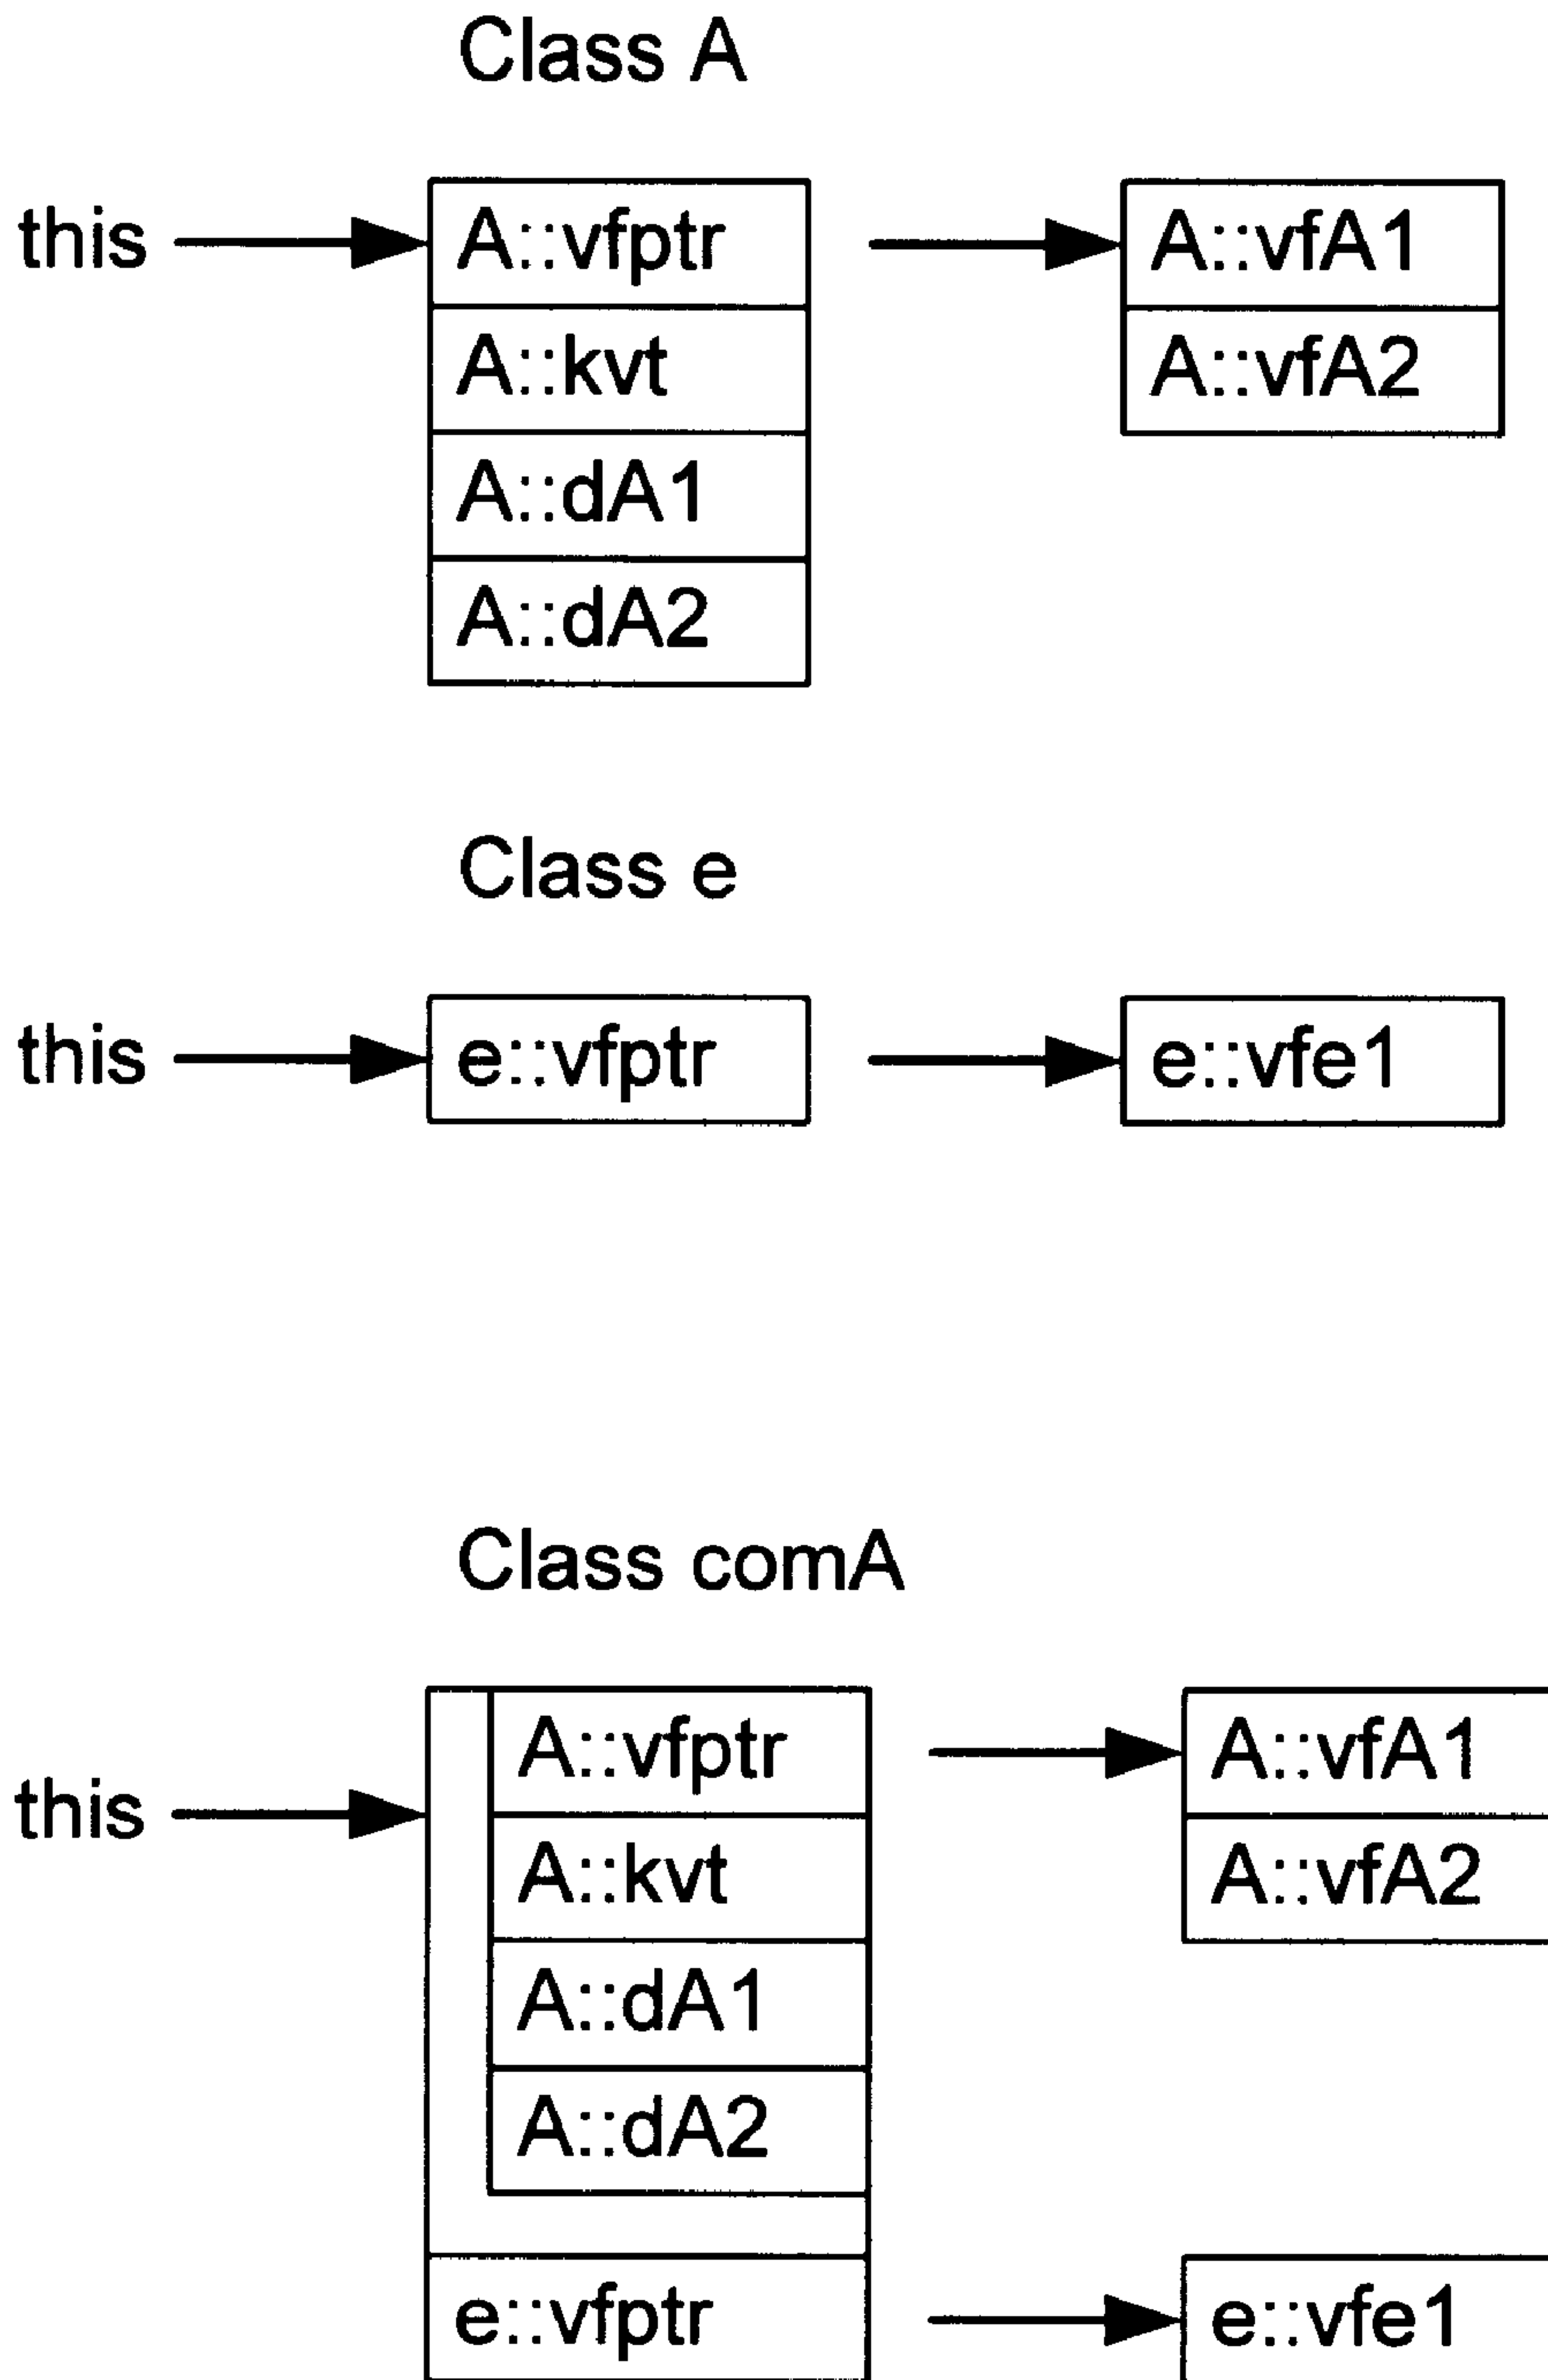 Class A
this A::vfptr A::vfA1
A::kvt A::vfA2
A::dA1
A::dA2
Class e
this e::vfptr e::vfe1
Class comA
A::vfptr A::vfA1
this
A::kvt A::vfA2
A::dA1
A::dA2
e::vfptr e::vfe1